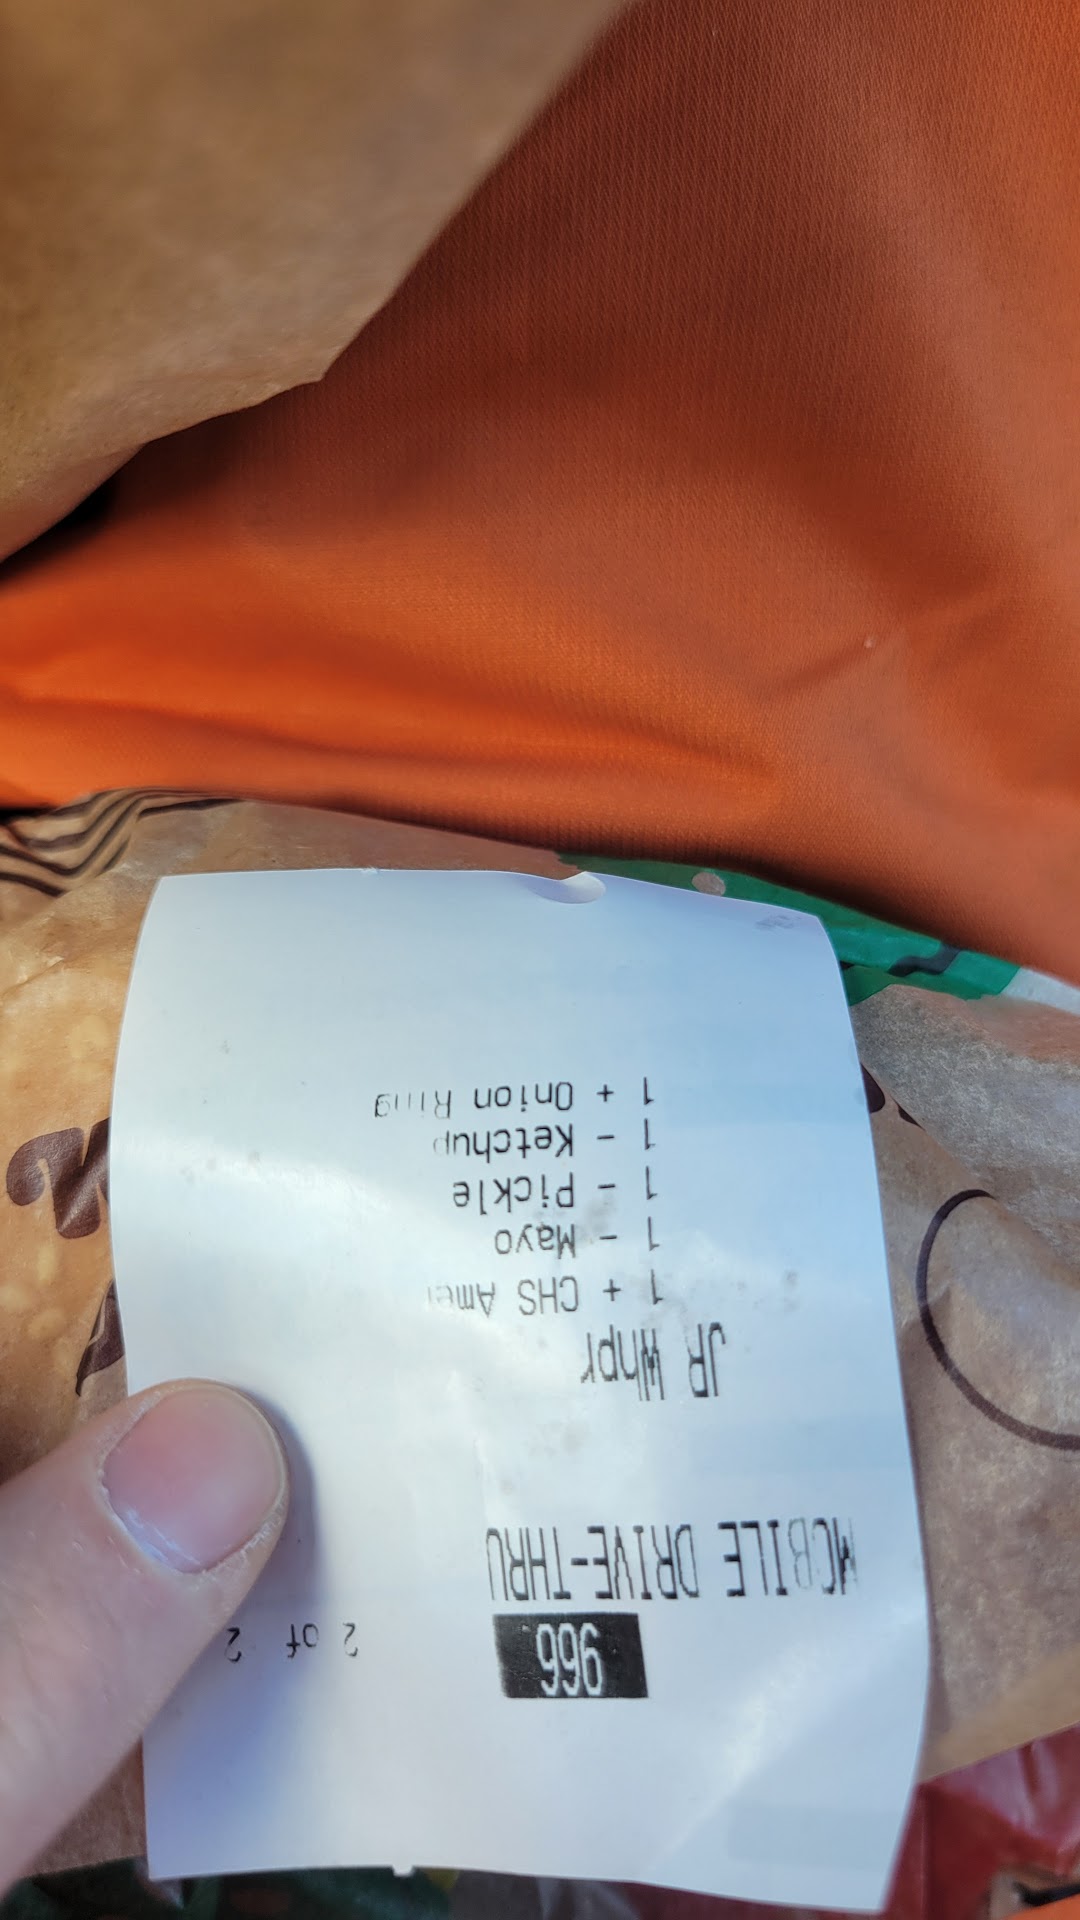 966 2 of 2
MOBILE DRIVE-THRU
JR Whpr
1 + CHS Amer
1 - Mayo
1 - Pickle
1 - Ketchup
1 + Onion Ring